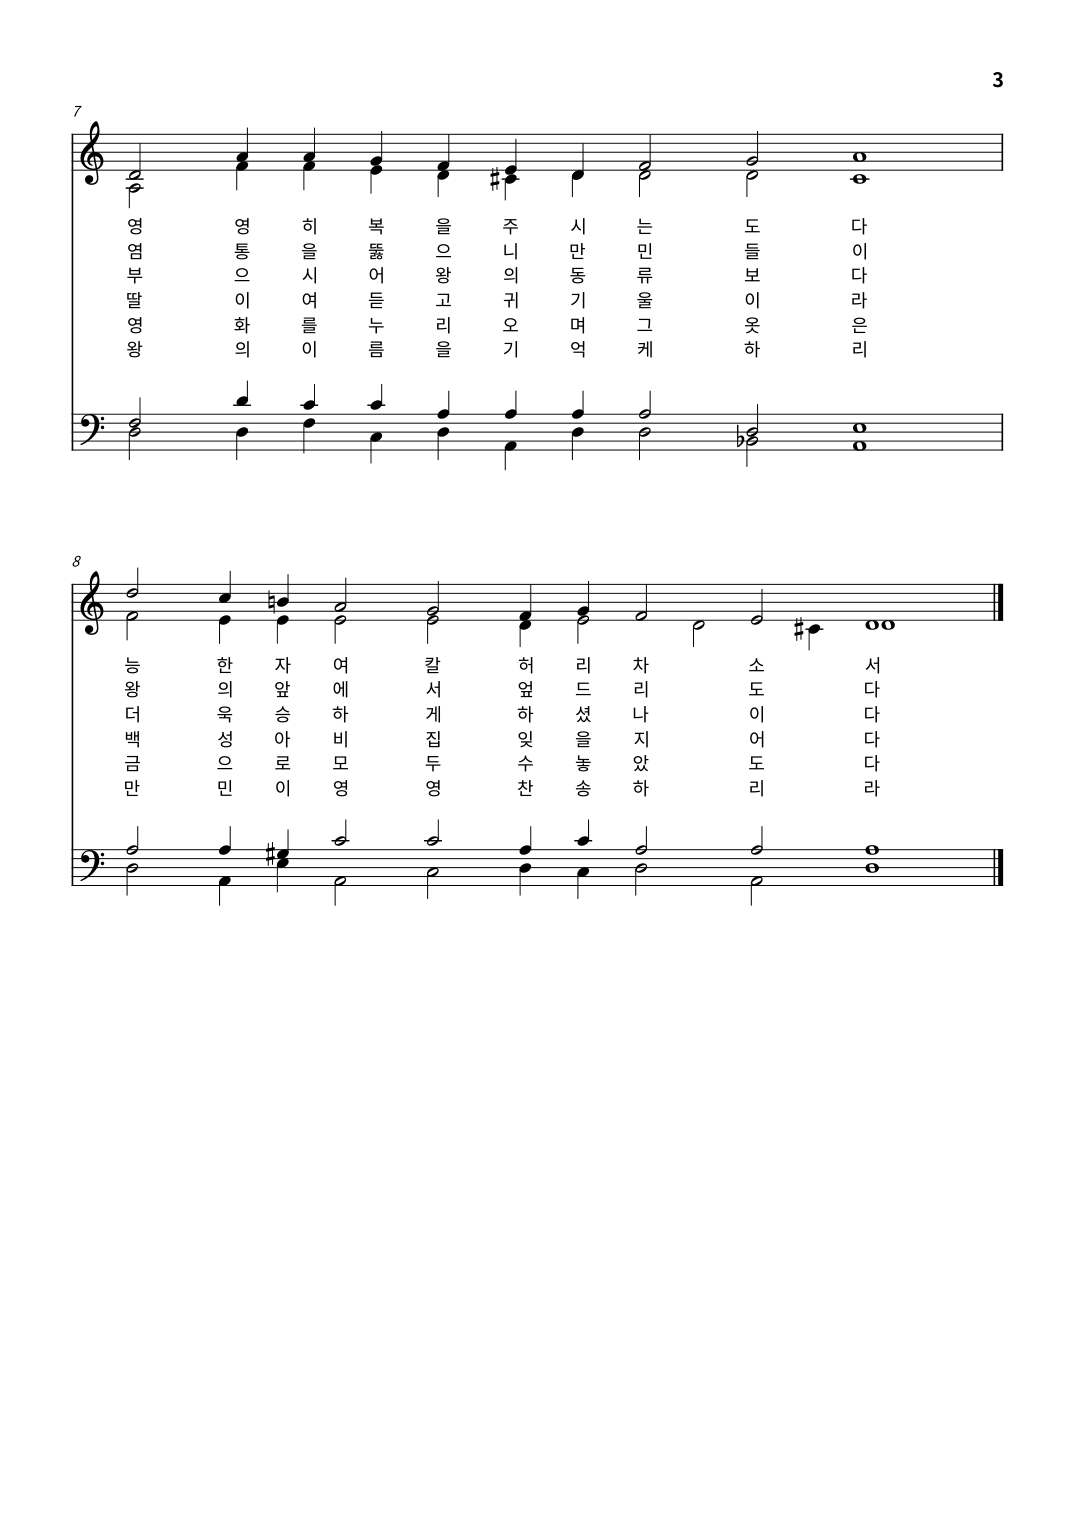 3
7
영 영 히 복 을 주 시 는 도 다
염 통 을 뚫 으 니 만 민 들 이
부 으 시 어 왕 의 동 류 보 다
딸 이 여 듣 고 귀 기 울 이 라
영 화 를 누 리 오 며 그 옷 은
왕 의 이 름 을 기 억 케 하 리
8
능 한 자 여 칼 허 리 차 소 서
왕 의 앞 에 서 엎 드 리 도 다
더 욱 승 하 게 하 셨 나 이 다
백 성 아 비 집 잊 을 지 어 다
금 으 로 모 두 수 놓 았 도 다
만 민 이 영 영 찬 송 하 리 라